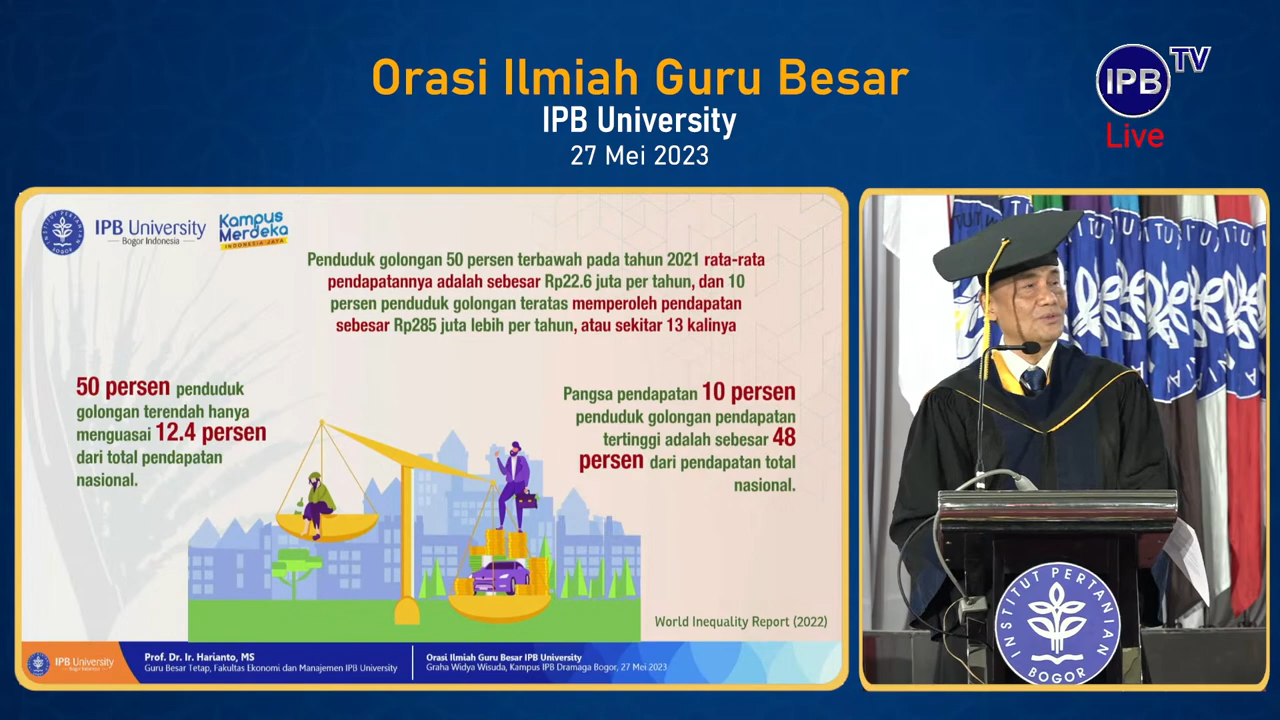 Orasi Ilmiah Guru Besar
IPB University
27 Mei 2023
IPB TV
Live
INSTITUT PERTANIAN
BOGOR
IPB University
Bogor Indonesia
Kampus
Merdeka
INDONESIA JAYA
Penduduk golongan 50 persen terbawah pada tahun 2021 rata-rata
pendapatannya adalah sebesar Rp22.6 juta per tahun, dan 10
persen penduduk golongan teratas memperoleh pendapatan
sebesar Rp285 juta lebih per tahun, atau sekitar 13 kalinya
50 persen penduduk
golongan terendah hanya
menguasai 12.4 persen
dari total pendapatan
nasional.
Pangsa pendapatan 10 persen
penduduk golongan pendapatan
tertinggi adalah sebesar 48
persen dari pendapatan total
nasional.
World Inequality Report (2022)
IPB University
Bogor Indonesia
Prof. Dr. Ir. Harianto, MS
Guru Besar Tetap, Fakultas Ekonomi dan Manajemen IPB University
Orasi Ilmiah Guru Besar IPB University
Graha Widya Wisuda, Kampus IPB Dramaga Bogor, 27 Mei 2023
INSTITUT PERTANIAN
BOGOR